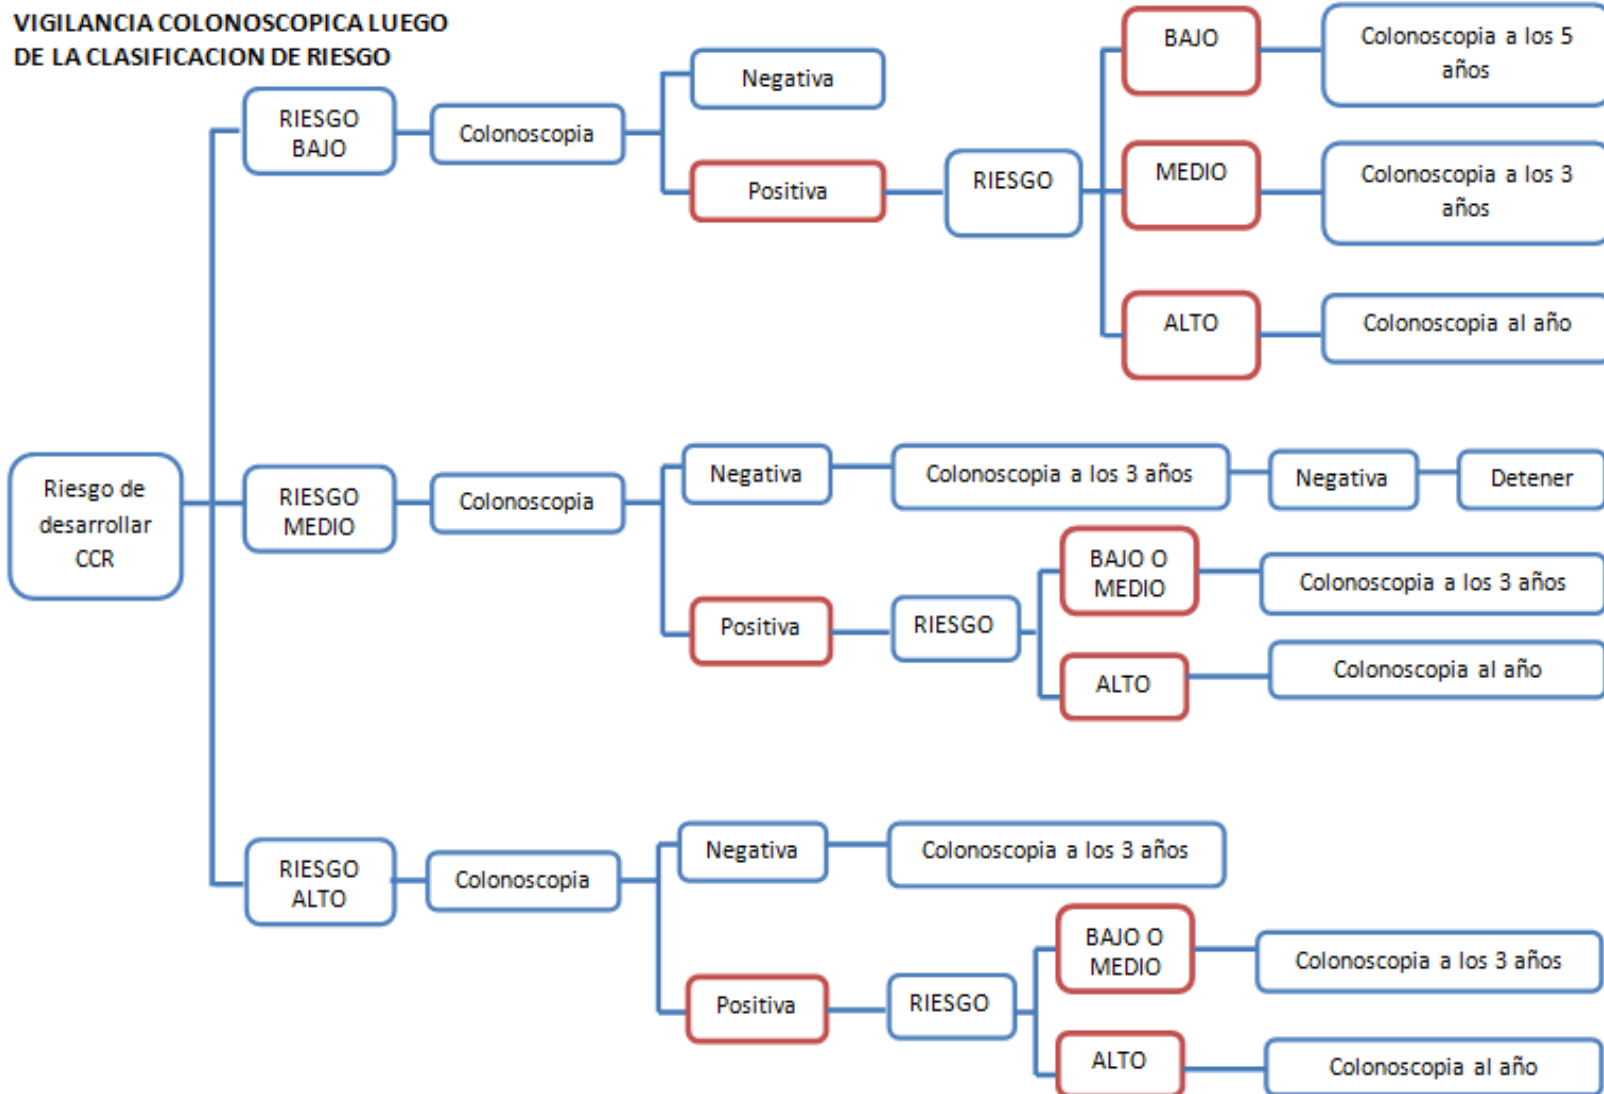 VIGILANCIA COLONOSCOPICA LUEGO
DE LA CLASIFICACION DE RIESGO
Riesgo de
desarrollar
CCR
RIESGO
BAJO
Colonoscopia
Negativa
Positiva
RIESGO
BAJO
Colonoscopia a los 5
años
MEDIO
Colonoscopia a los 3
años
ALTO
Colonoscopia al año
RIESGO
MEDIO
Colonoscopia
Negativa
Colonoscopia a los 3 años
Negativa
Detener
Positiva
RIESGO
BAJO O
MEDIO
Colonoscopia a los 3 años
ALTO
Colonoscopia al año
RIESGO
ALTO
Colonoscopia
Negativa
Colonoscopia a los 3 años
Positiva
RIESGO
BAJO O
MEDIO
Colonoscopia a los 3 años
ALTO
Colonoscopia al año